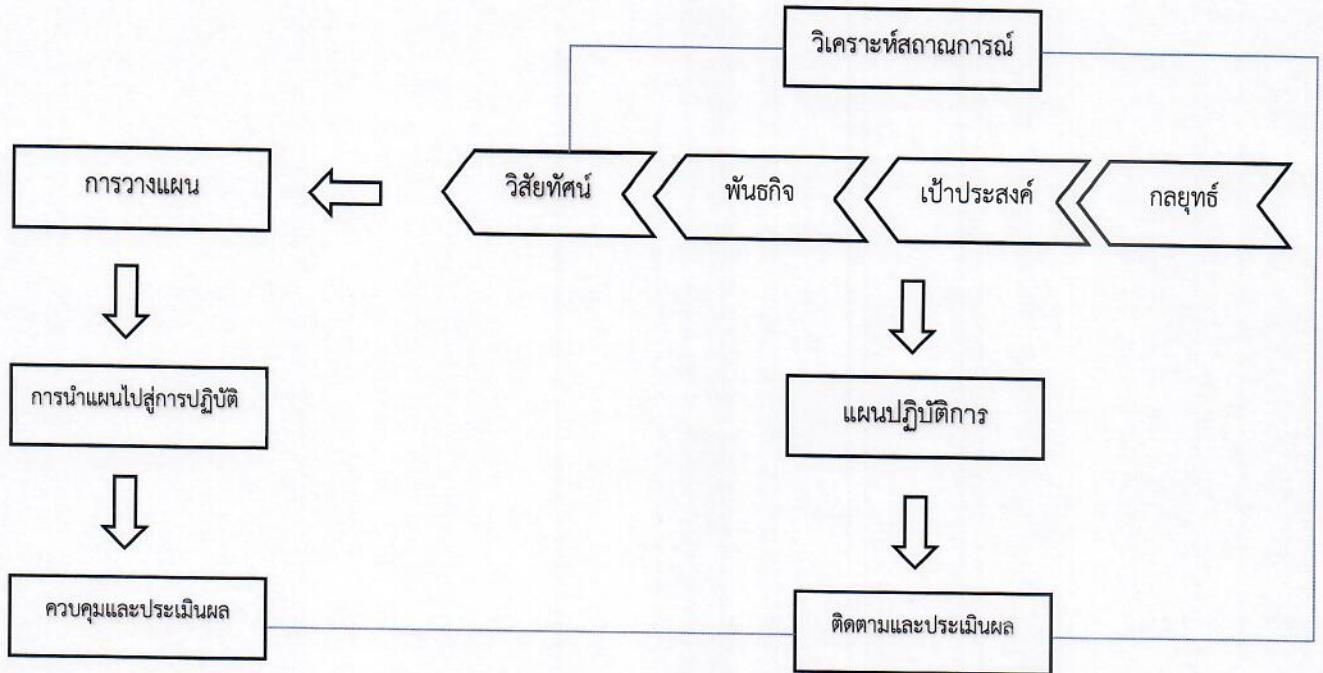 วิเคราะห์สถาณการณ์
การวางแผน
วิสัยทัศน์
พันธกิจ
เป้าประสงค์
กลยุทธ์
การนำแผนไปสู่การปฏิบัติ
แผนปฏิบัติการ
ควบคุมและประเมินผล
ติดตามและประเมินผล